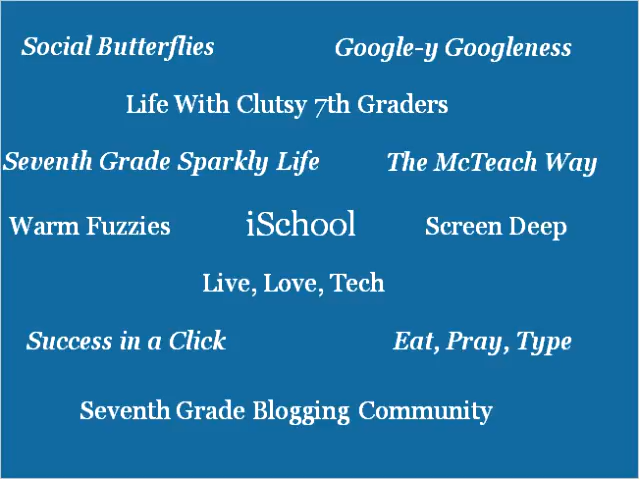 Social Butterflies
Google-y Googleness
Life With Clutsy 7th Graders
Seventh Grade Sparkly Life
The McTeach Way
Warm Fuzzies
iSchool
Screen Deep
Live, Love, Tech
Success in a Click
Eat, Pray, Type
Seventh Grade Blogging Community